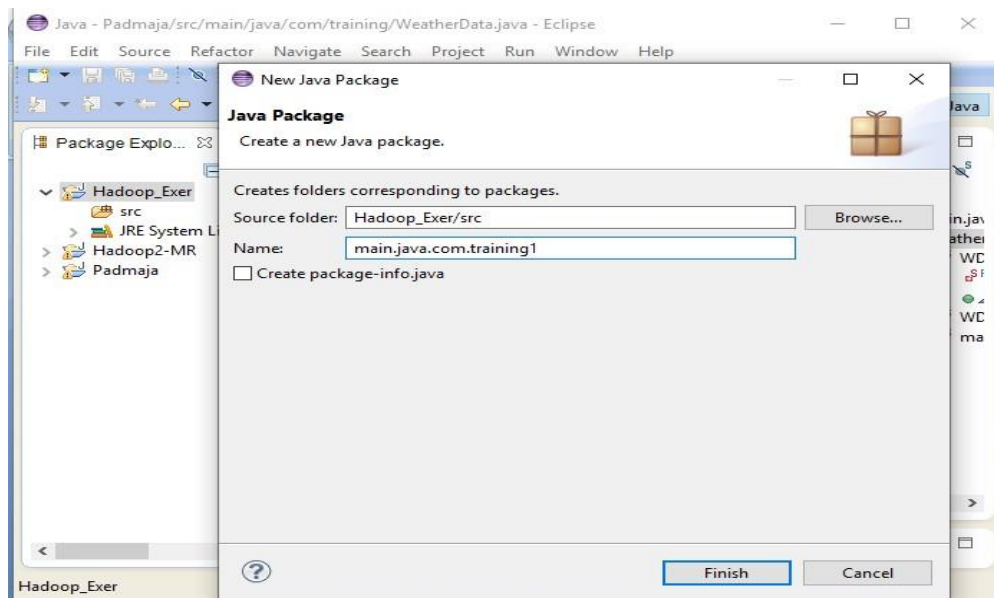 Java - Padmaja/src/main/java/com/training/WeatherData.java - Eclipse
File Edit Source Refactor Navigate Search Project Run Window Help
New Java Package
Java Package
Create a new Java package.
Java
Package Explo...
Creates folders corresponding to packages.
Hadoop_Exer
Source folder: Hadoop_Exer/src Browse...
src
JRE System Li
Name: main.java.com.training1
Hadoop2-MR
Create package-info.java
Padmaja
WD
WD
ma
Finish Cancel
Hadoop_Exer